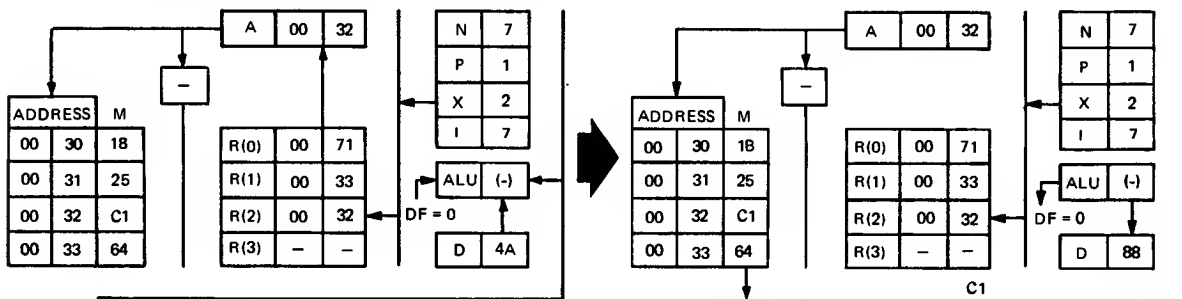 A 00 32
−
ADDRESS M
00 30 18
00 31 25
00 32 C1
00 33 64
R(0) 00 71
R(1) 00 33
R(2) 00 32
R(3) − −
N 7
P 1
X 2
I 7
ALU (-)
DF = 0
D 4A
A 00 32
−
ADDRESS M
00 30 1B
00 31 25
00 32 C1
00 33 64
R(0) 00 71
R(1) 00 33
R(2) 00 32
R(3) − −
C1
N 7
P 1
X 2
I 7
ALU (-)
DF = 0
D 88